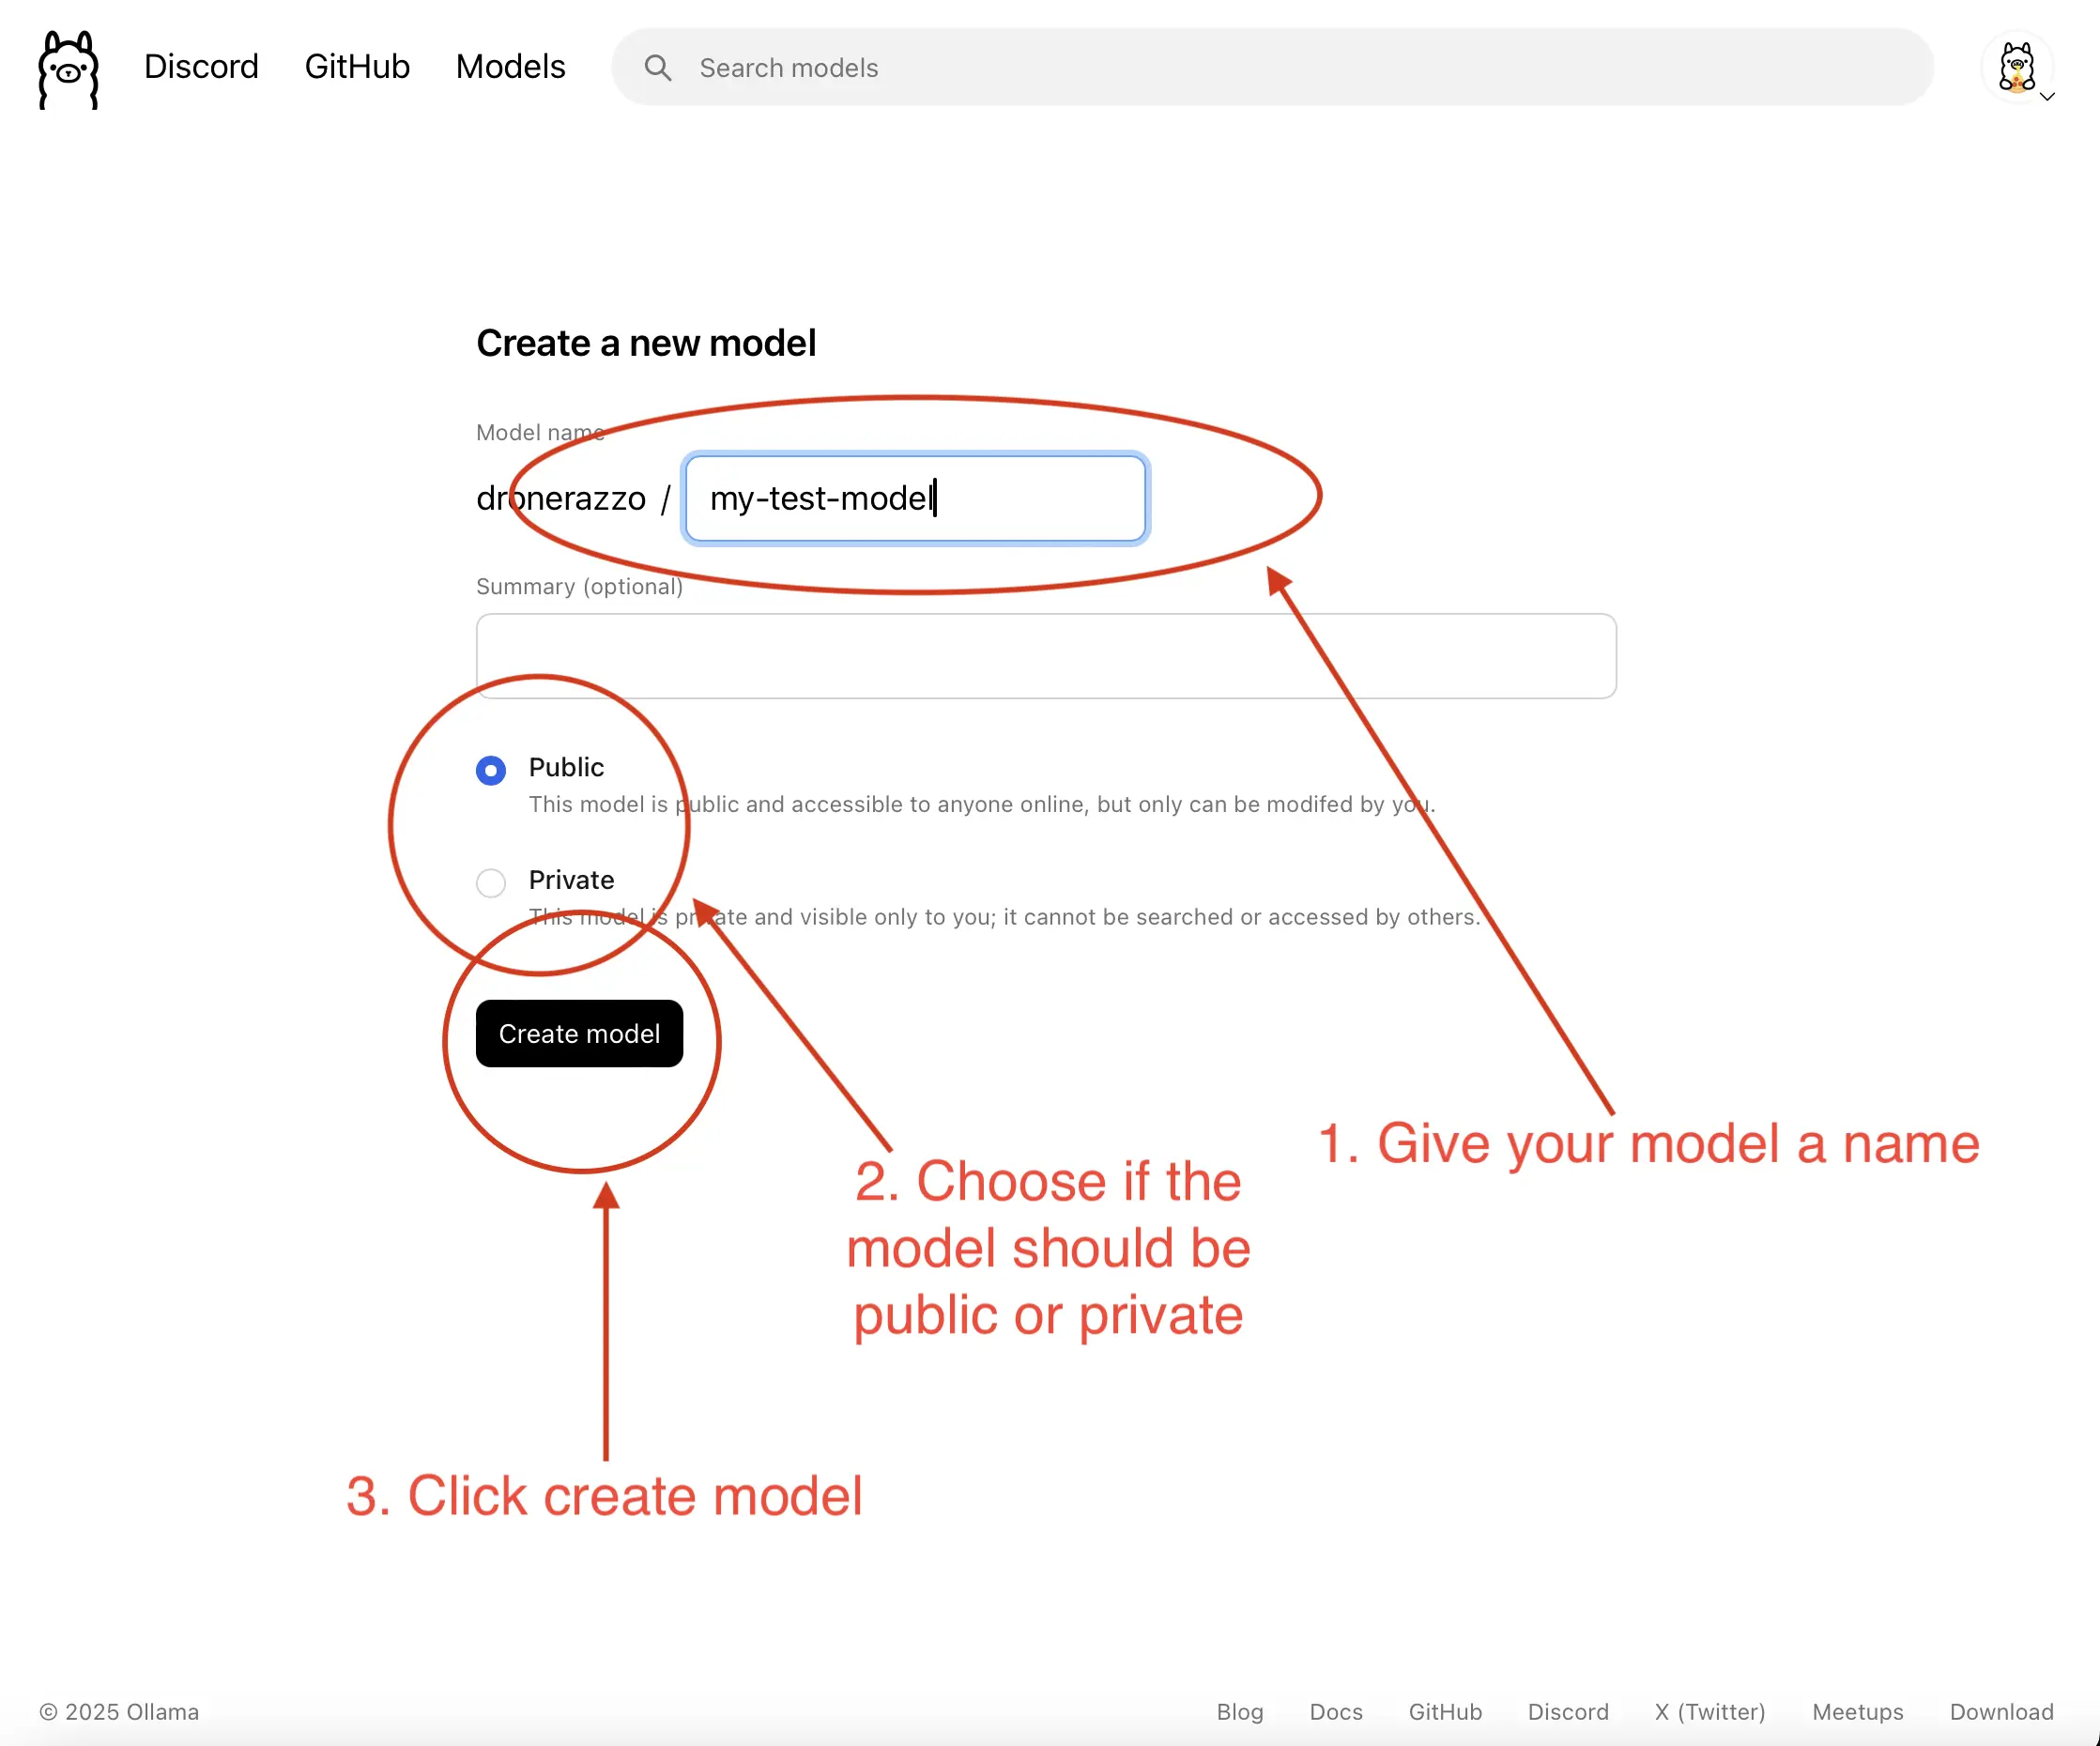 Discord GitHub Models Search models
Create a new model
Model name
dronerazzo / my-test-model
Summary (optional)
Public
This model is public and accessible to anyone online, but only can be modifed by you.
Private
This model is private and visible only to you; it cannot be searched or accessed by others.
Create model
1. Give your model a name
2. Choose if the
model should be
public or private
3. Click create model
© 2025 Ollama Blog Docs GitHub Discord X (Twitter) Meetups Download